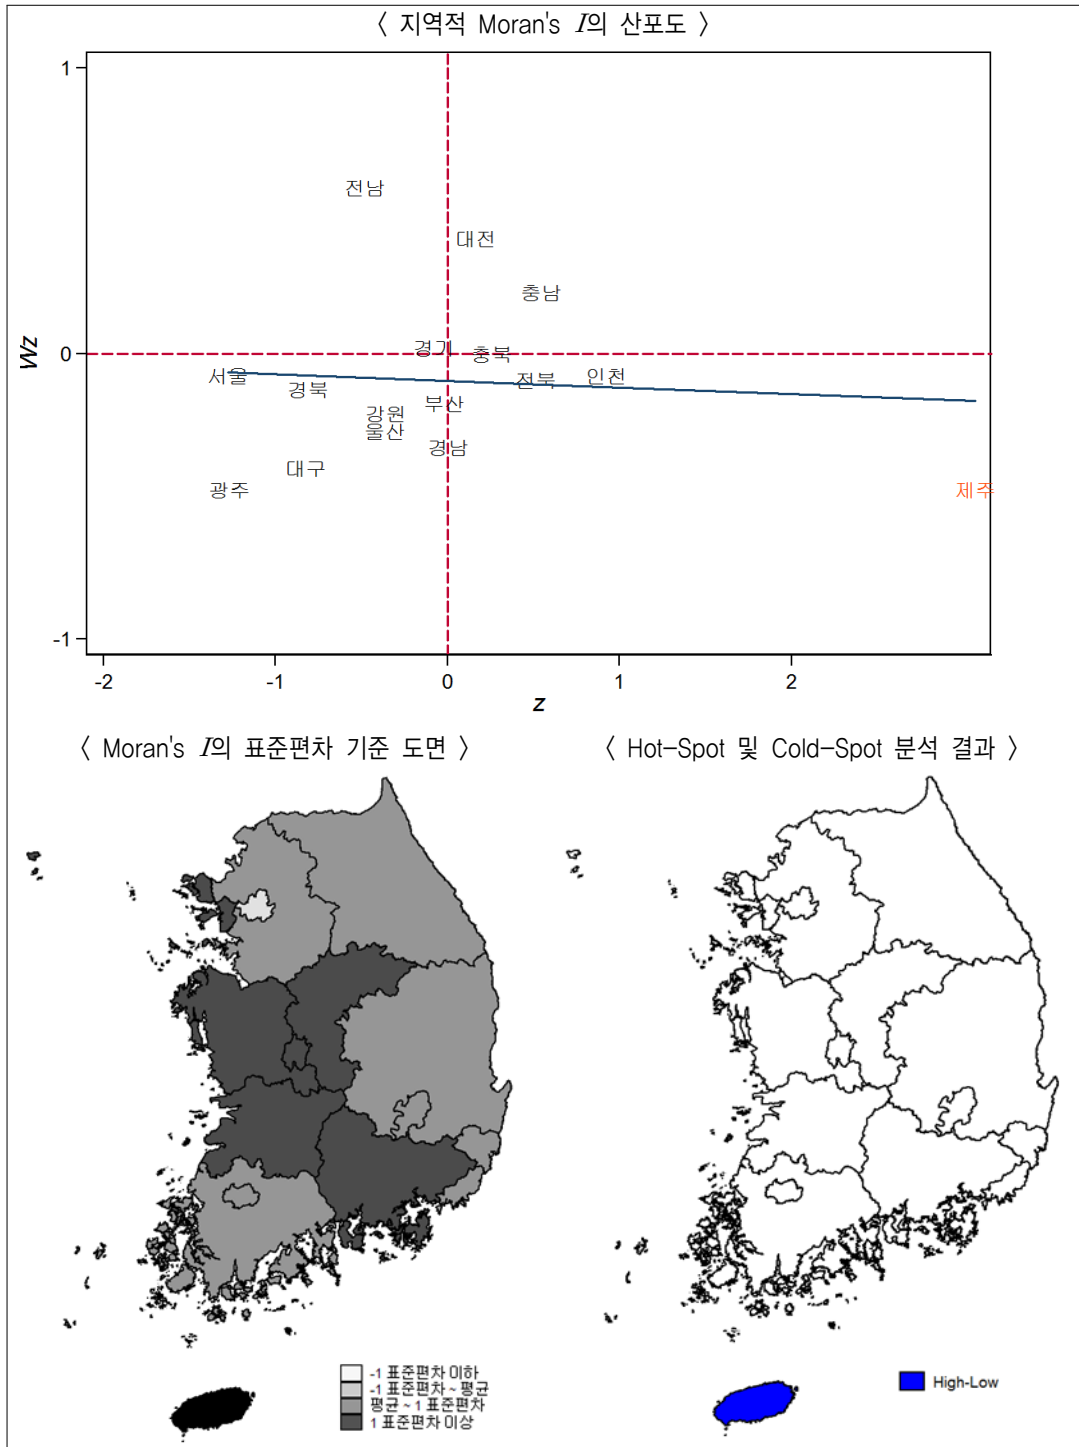 〈 지역적 Moran's I의 산포도 〉
1
전남
대전
충남
경기
충북
0
Wz
서울
경북
전북
인천
부산
강원
울산
경남
대구
광주
제주
-1
-2
-1
0
1
2
z
〈 Moran's I의 표준편차 기준 도면 〉
〈 Hot-Spot 및 Cold-Spot 분석 결과 〉
-1 표준편차 이하
-1 표준편차 ~ 평균
평균 ~ 1 표준편차
1 표준편차 이상
High-Low